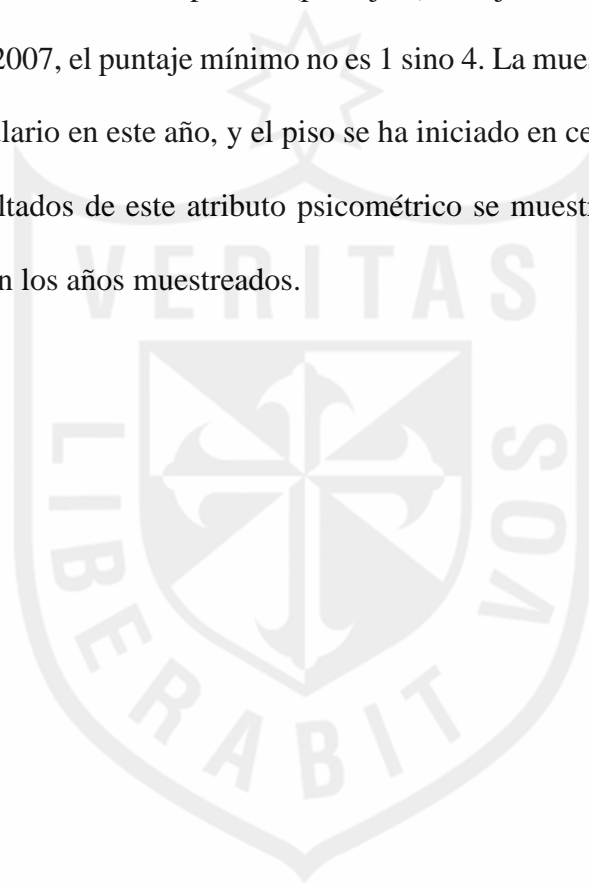 2007, el puntaje mínimo no es 1 sino 4. La mues
lario en este año, y el piso se ha iniciado en ce
ltados de este atributo psicométrico se muestr
n los años muestreados.
VERITAS
LIBERABIT VOS